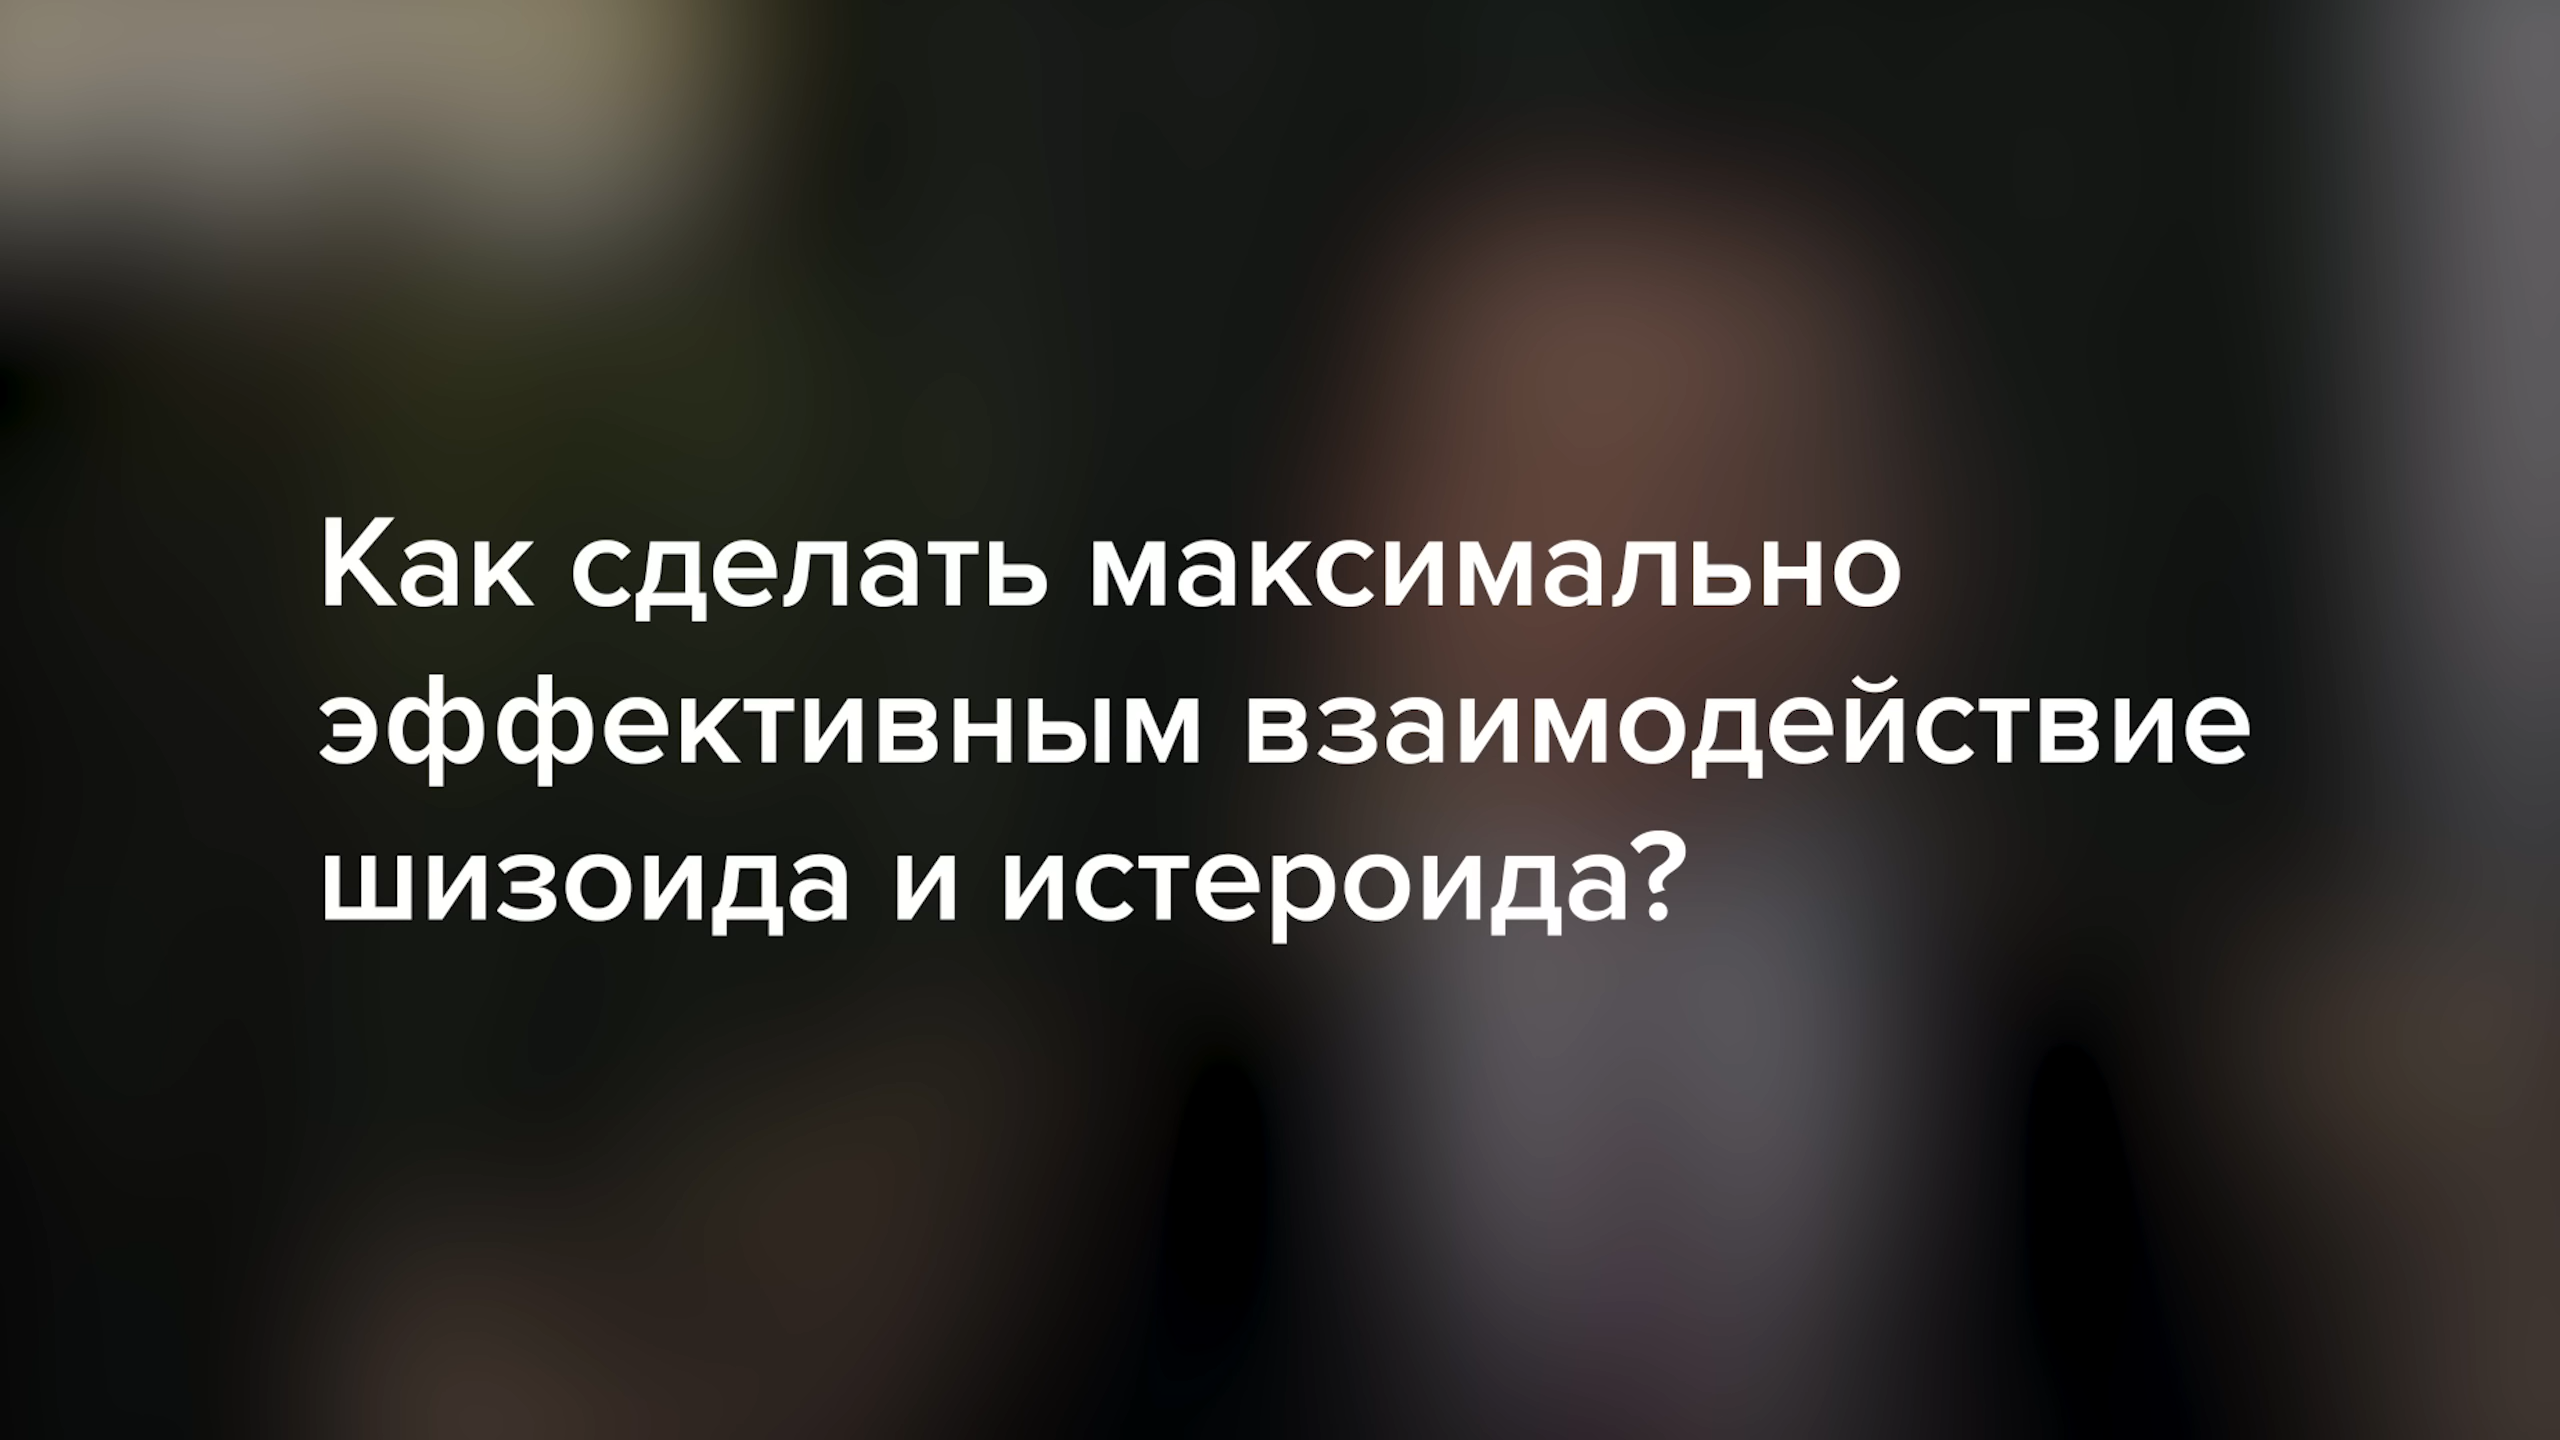 Как сделать максимально
эффективным взаимодействие
шизоида и истероида?